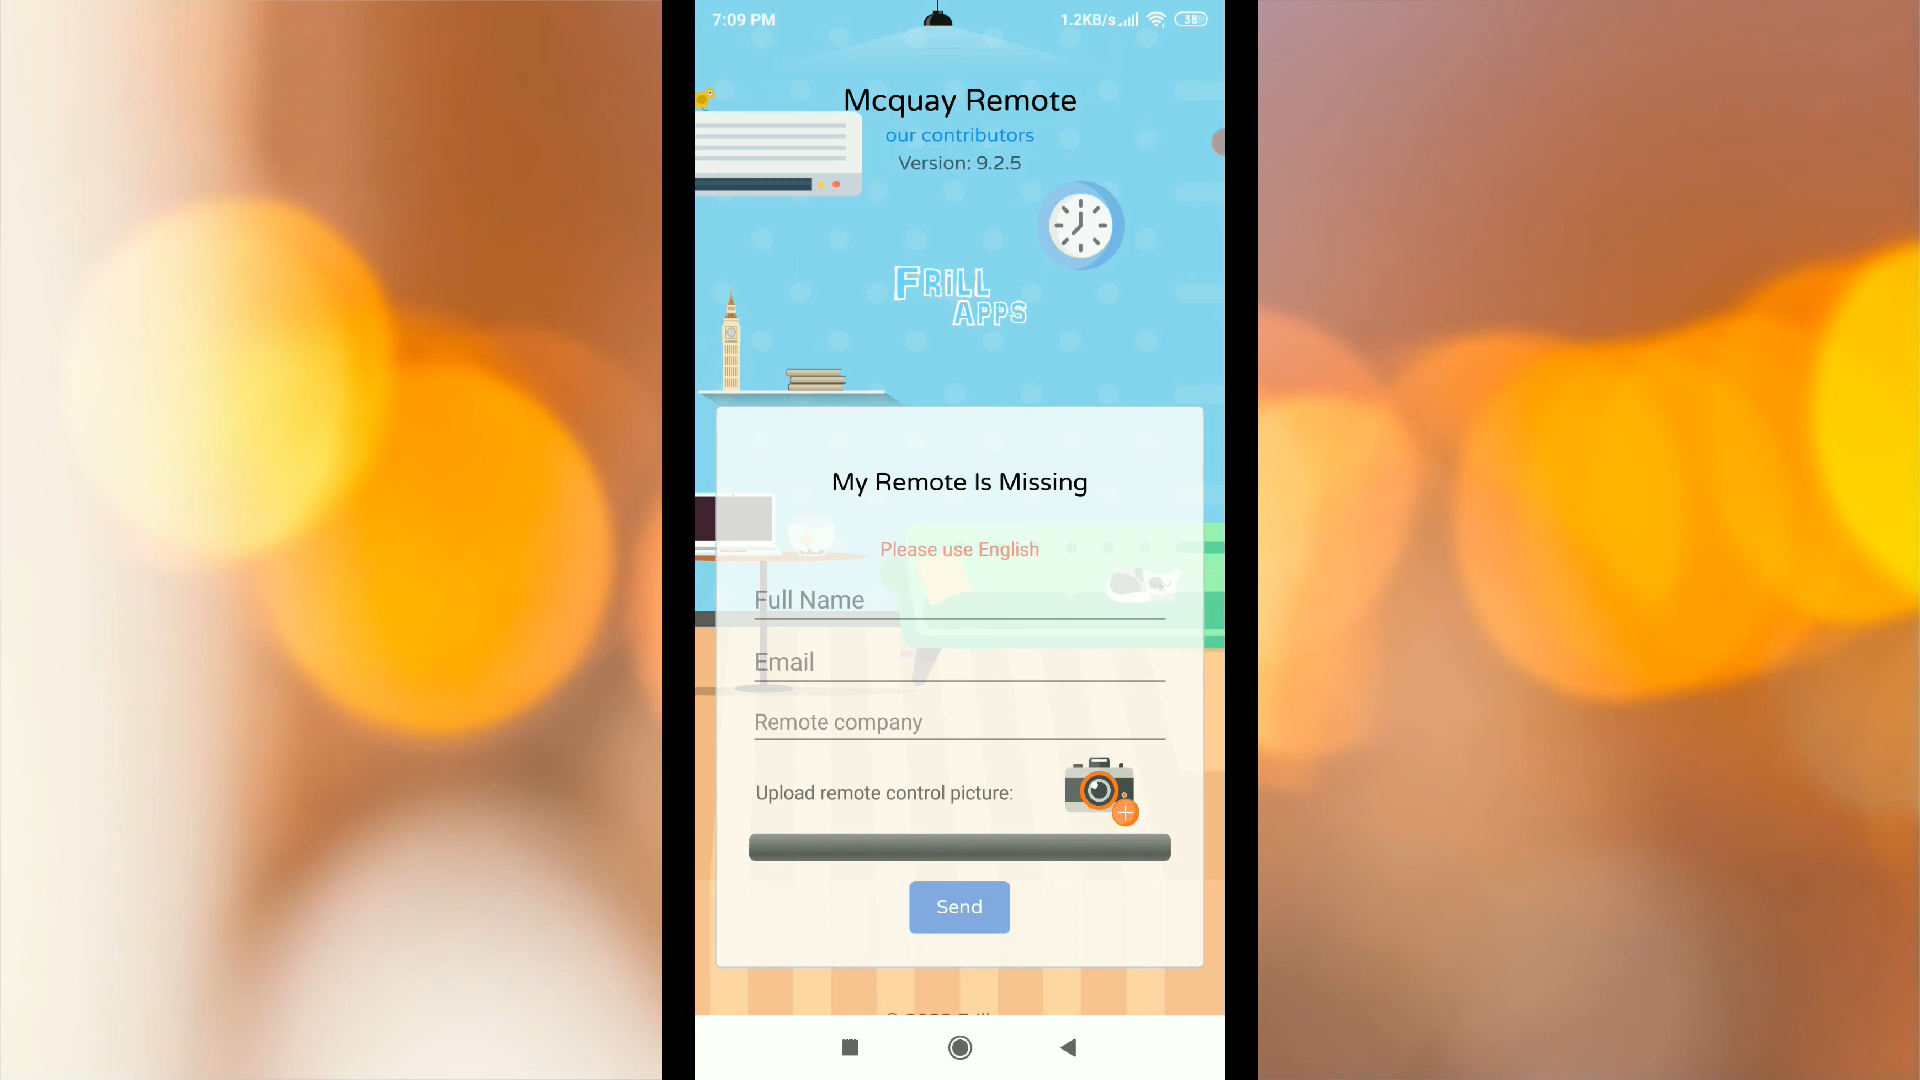 7:09 PM
1.2KB/s
38
Mcquay Remote
our contributors
Version: 9.2.5
FRILL
APPS
My Remote Is Missing
Please use English
Full Name
Email
Remote company
Upload remote control picture:
Send